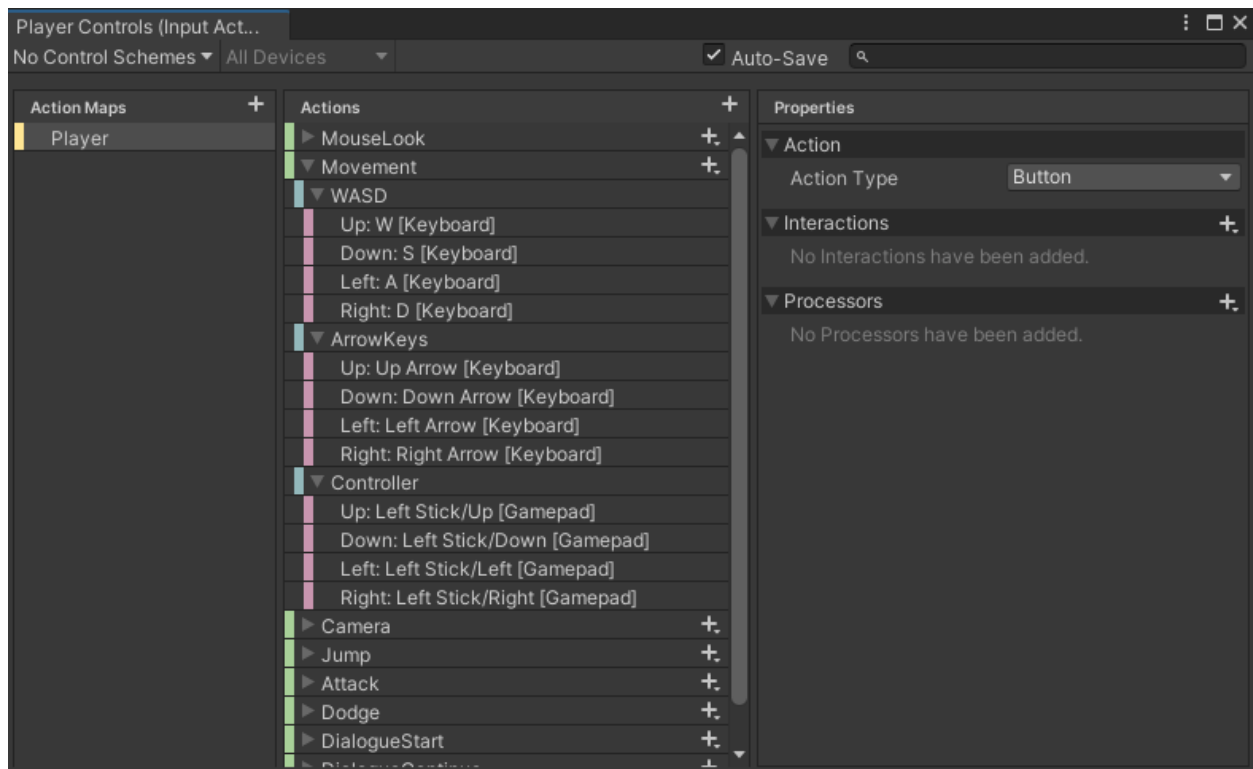 Player Controls (Input Act...
No Control Schemes All Devices Auto-Save
Action Maps
Player
Actions
MouseLook
Movement
WASD
Up: W [Keyboard]
Down: S [Keyboard]
Left: A [Keyboard]
Right: D [Keyboard]
ArrowKeys
Up: Up Arrow [Keyboard]
Down: Down Arrow [Keyboard]
Left: Left Arrow [Keyboard]
Right: Right Arrow [Keyboard]
Controller
Up: Left Stick/Up [Gamepad]
Down: Left Stick/Down [Gamepad]
Left: Left Stick/Left [Gamepad]
Right: Left Stick/Right [Gamepad]
Camera
Jump
Attack
Dodge
DialogueStart
Properties
Action
Action Type Button
Interactions
No Interactions have been added.
Processors
No Processors have been added.